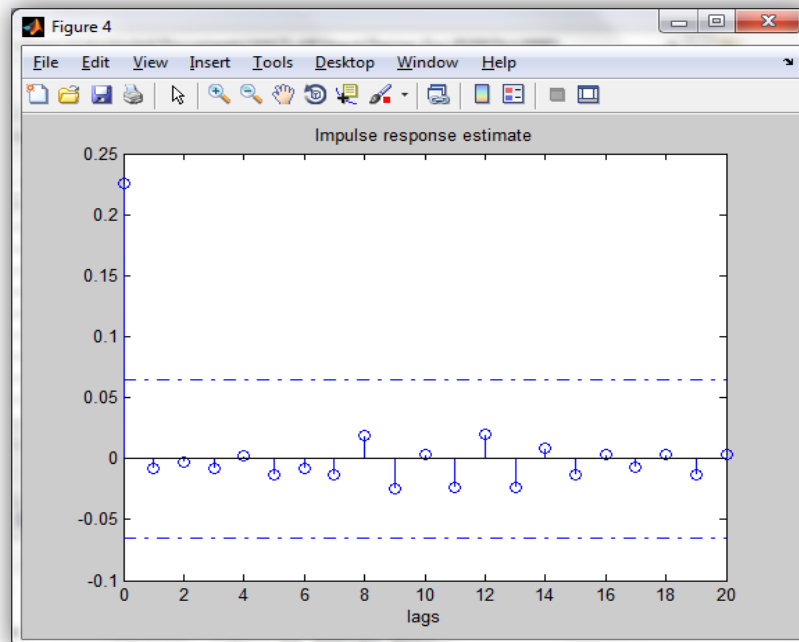 Figure 4
File Edit View Insert Tools Desktop Window Help
Impulse response estimate
0.25
0.2
0.15
0.1
0.05
0
-0.05
-0.1
0 2 4 6 8 10 12 14 16 18 20
lags